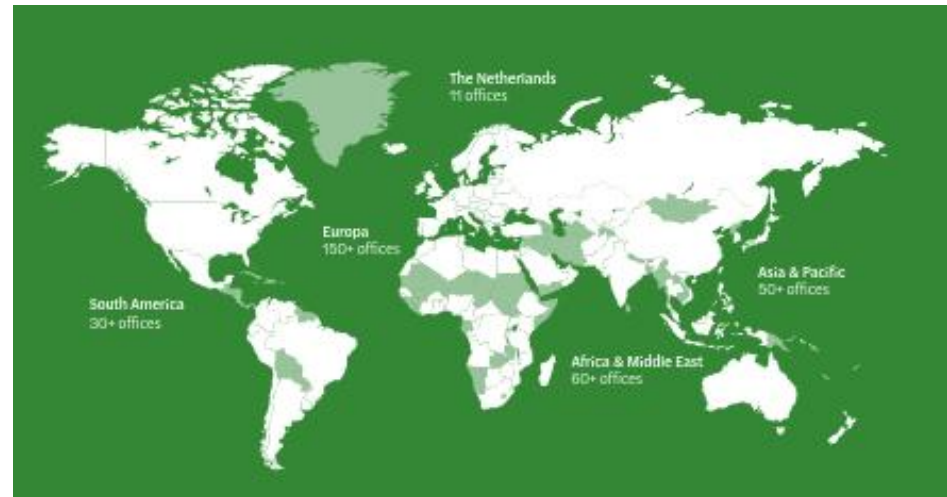 The Netherlands
11 offices
Europa
150+ offices
Asia & Pacific
50+ offices
South America
30+ offices
Africa & Middle East
60+ offices